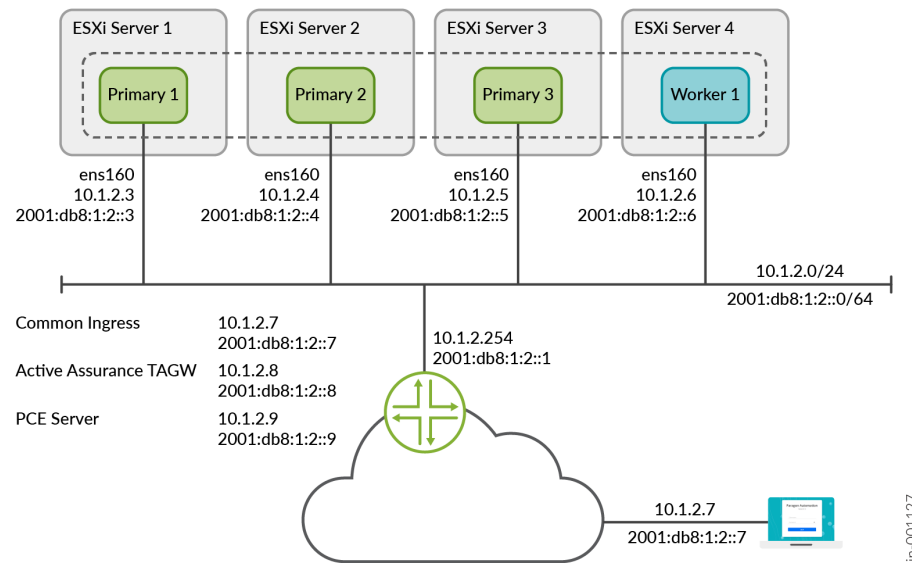 ESXi Server 1
ESXi Server 2
ESXi Server 3
ESXi Server 4
Primary 1
Primary 2
Primary 3
Worker 1
ens160
10.1.2.3
2001:db8:1:2::3
ens160
10.1.2.4
2001:db8:1:2::4
ens160
10.1.2.5
2001:db8:1:2::5
ens160
10.1.2.6
2001:db8:1:2::6
10.1.2.0/24
2001:db8:1:2::0/64
Common Ingress
10.1.2.7
2001:db8:1:2::7
Active Assurance TAGW
10.1.2.8
2001:db8:1:2::8
PCE Server
10.1.2.9
2001:db8:1:2::9
10.1.2.254
2001:db8:1:2::1
10.1.2.7
2001:db8:1:2::7
Paragon Automation
jn-001127